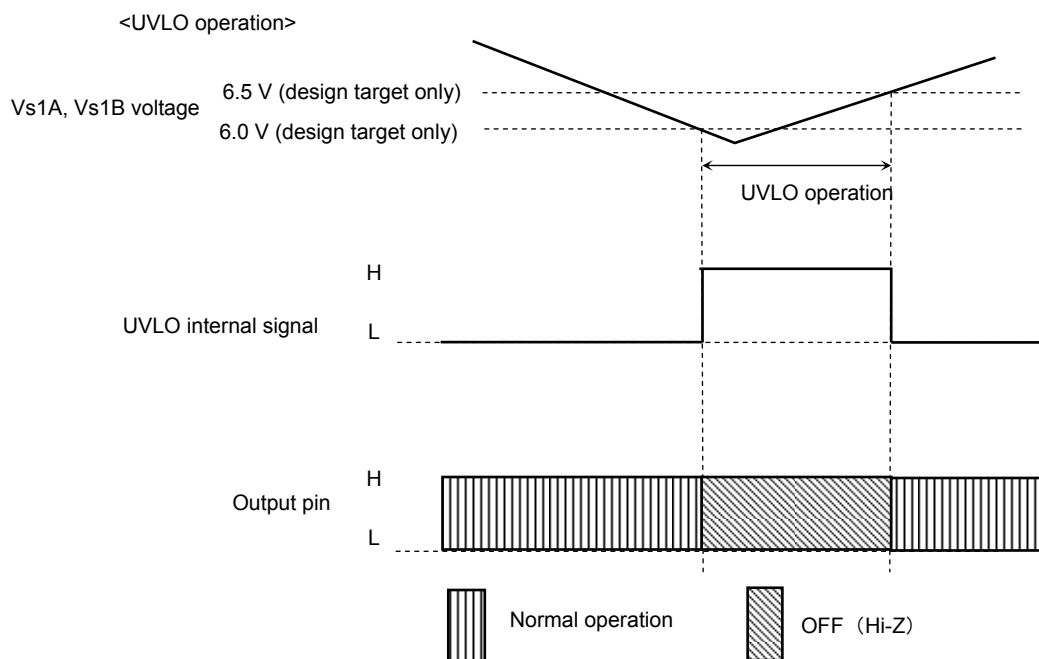 <UVLO operation>
Vs1A, Vs1B voltage
6.5 V (design target only)
6.0 V (design target only)
UVLO operation
UVLO internal signal
H
L
Output pin
H
L
Normal operation
OFF（Hi-Z）